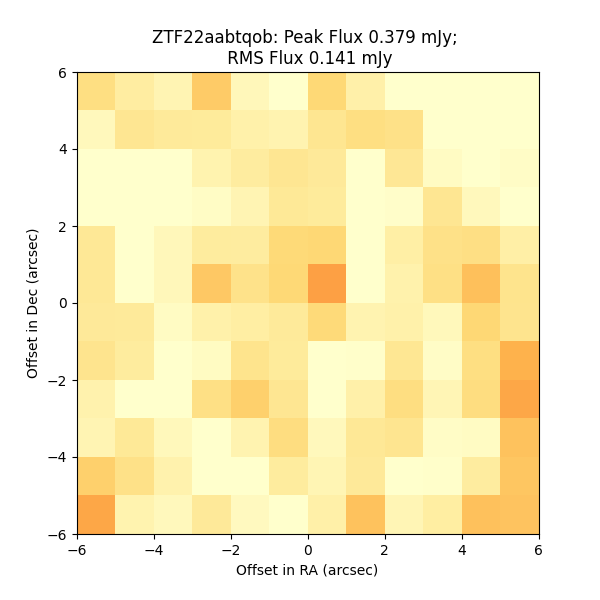 ZTF22aabtqob: Peak Flux 0.379 mJy;
RMS Flux 0.141 mJy
6
4
2
0
−2
−4
−6
Offset in Dec (arcsec)
−6 −4 −2 0 2 4 6
Offset in RA (arcsec)